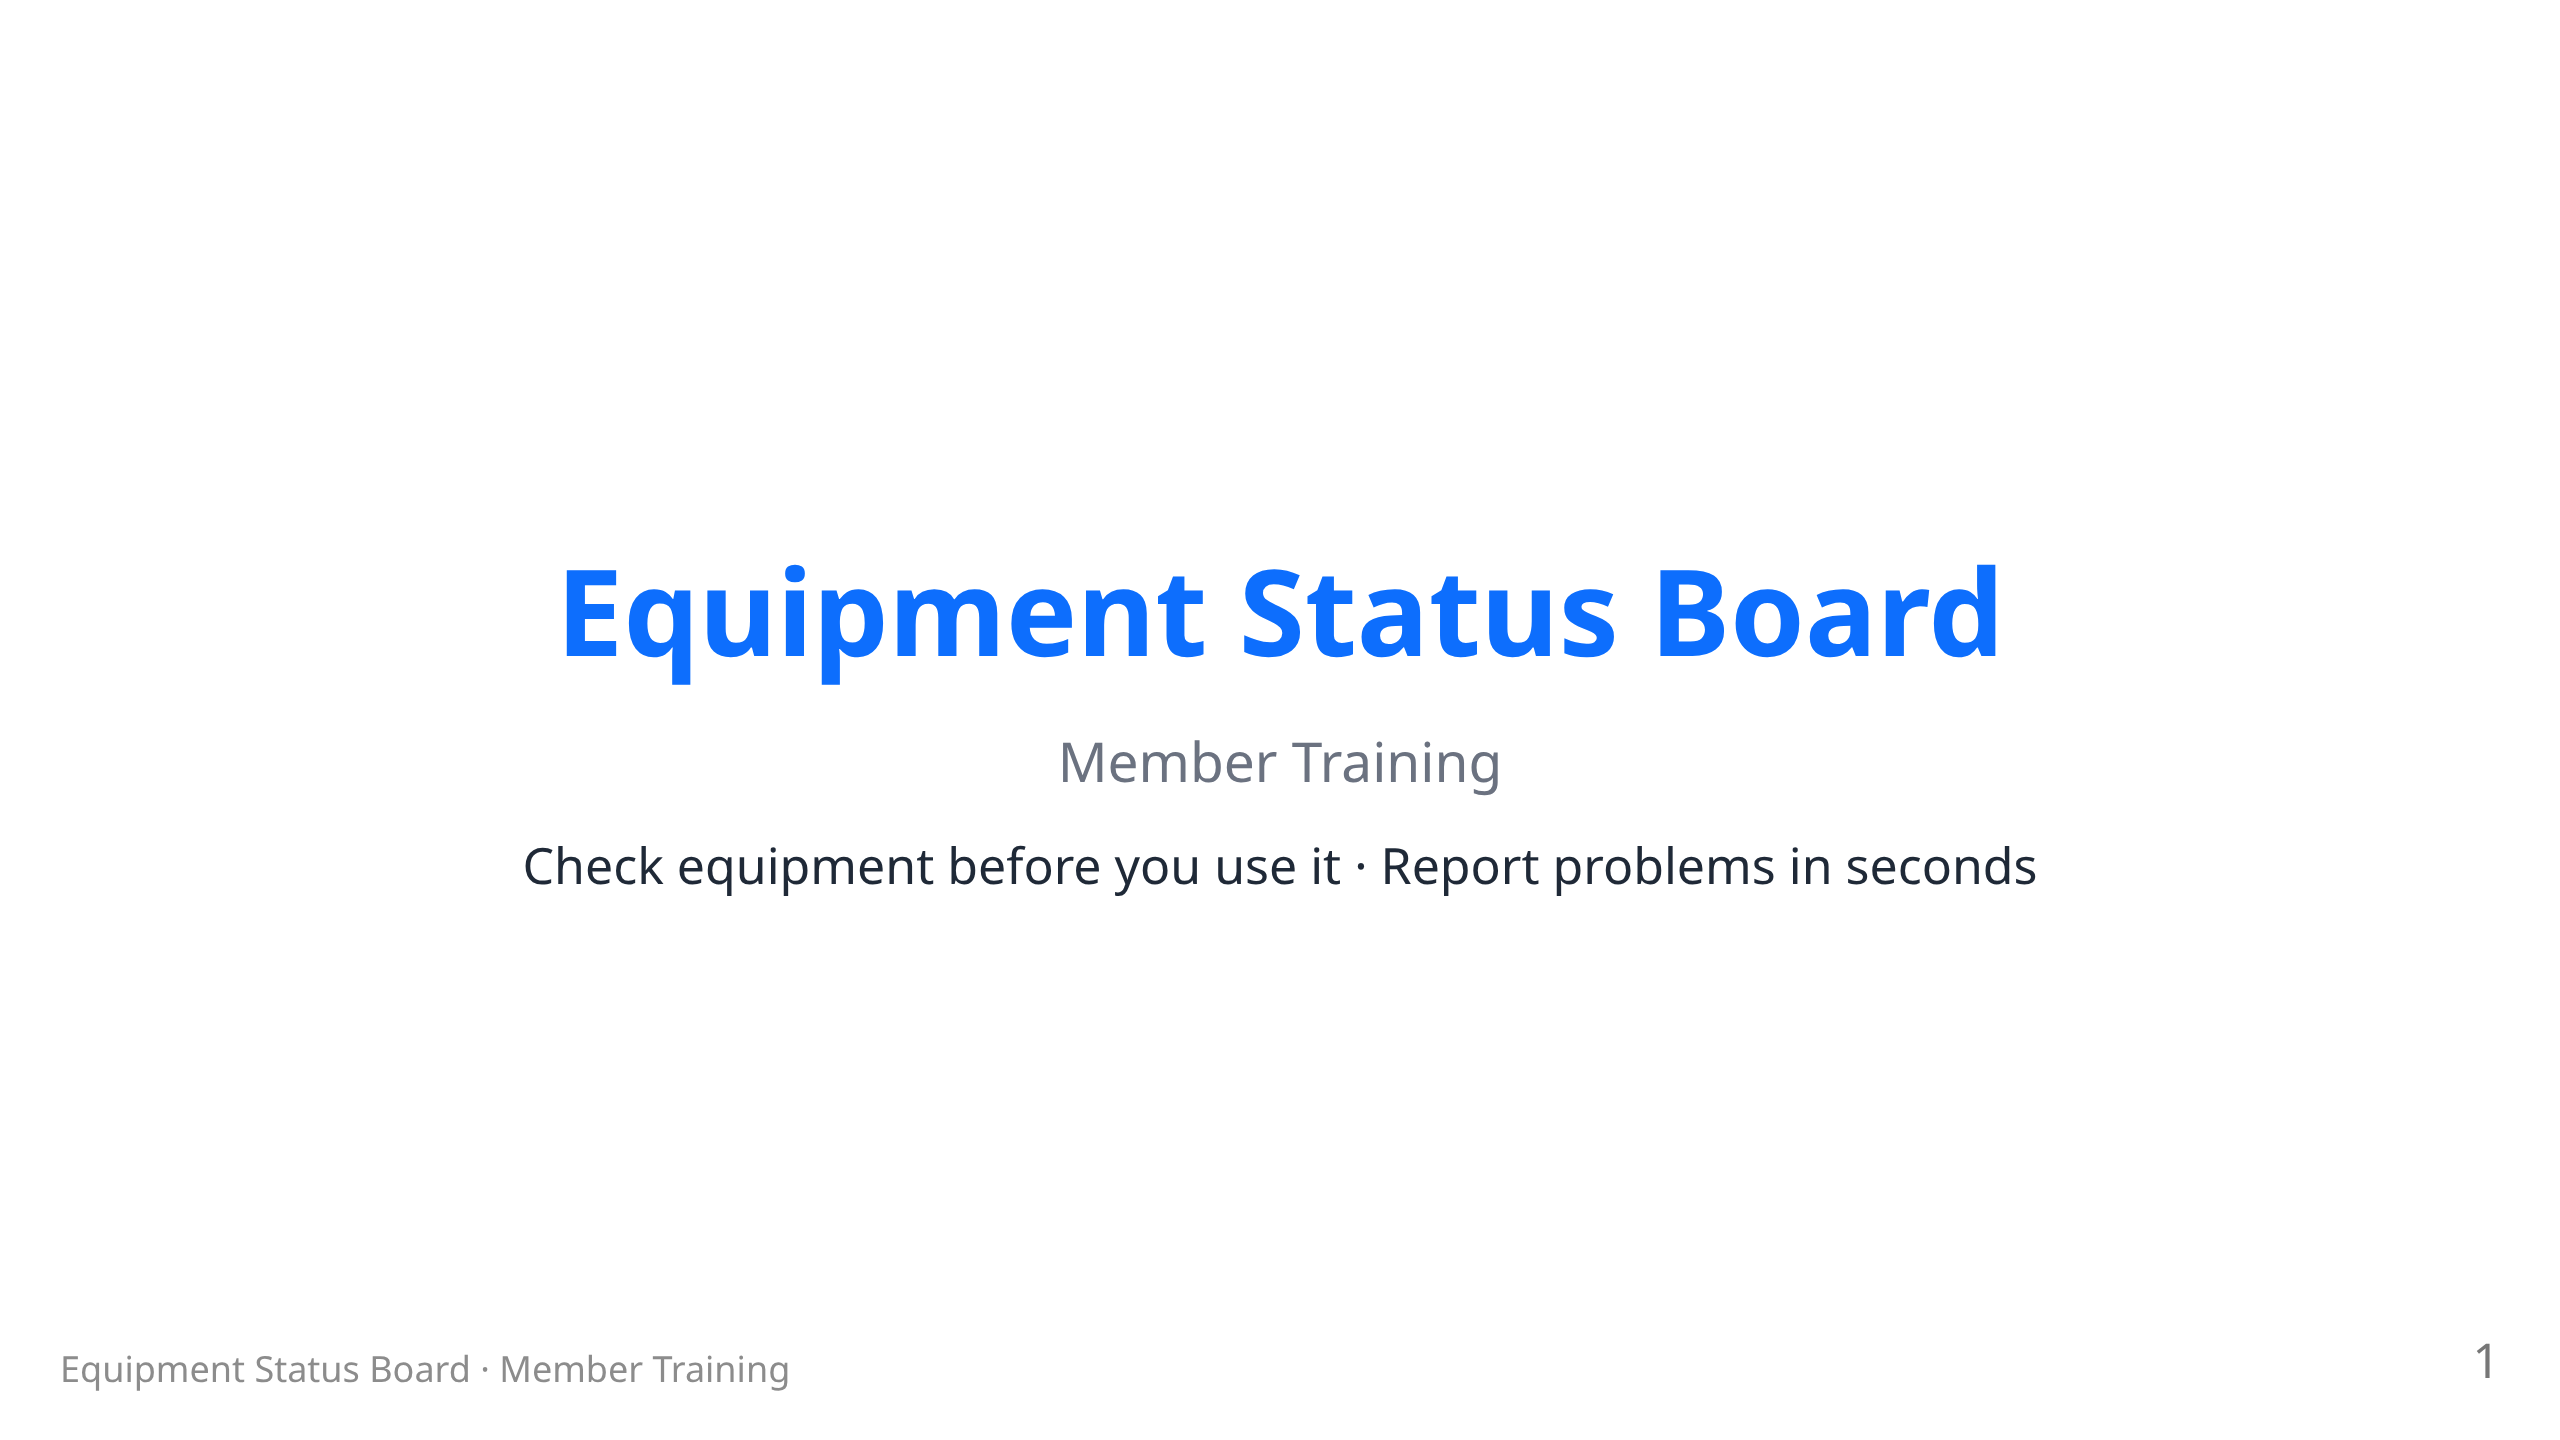 Equipment Status Board
Member Training
Check equipment before you use it · Report problems in seconds
Equipment Status Board · Member Training
1